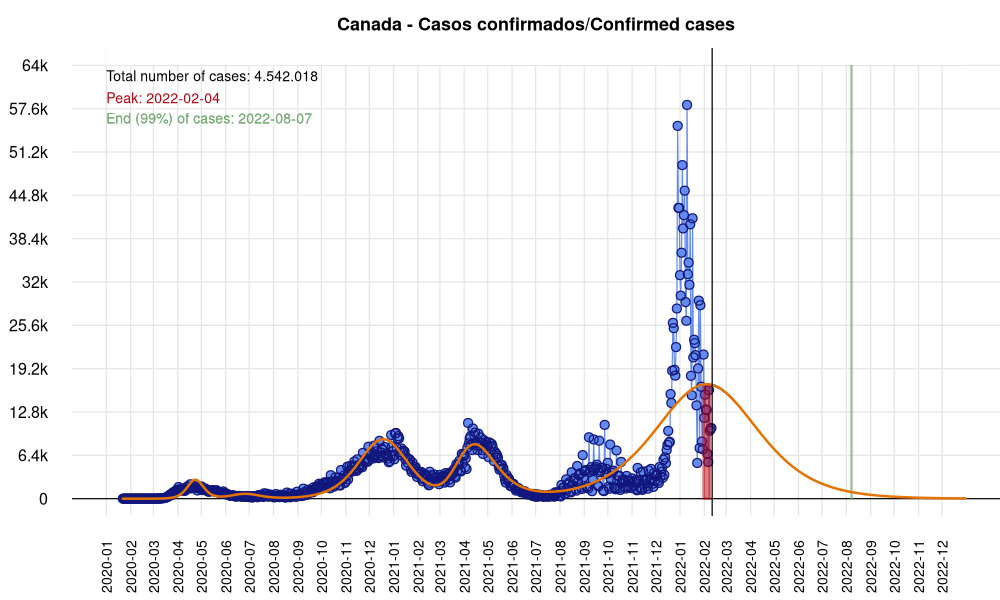 Canada - Casos confirmados/Confirmed cases
64k
57.6k
51.2k
44.8k
38.4k
32k
25.6k
19.2k
12.8k
6.4k
0
Total number of cases: 4.542.018
Peak: 2022-02-04
End (99%) of cases: 2022-08-07
2020-01
2020-02
2020-03
2020-04
2020-05
2020-06
2020-07
2020-08
2020-09
2020-10
2020-11
2020-12
2021-01
2021-02
2021-03
2021-04
2021-05
2021-06
2021-07
2021-08
2021-09
2021-10
2021-11
2021-12
2022-01
2022-02
2022-03
2022-04
2022-05
2022-06
2022-07
2022-08
2022-09
2022-10
2022-11
2022-12